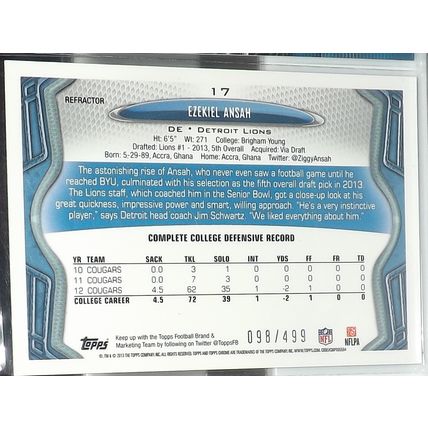 17
REFRACTOR
EZEKIEL ANSAH
DE • DETROIT LIONS
Ht: 6'5" Wt: 271 College: Brigham Young
Drafted: Lions #1 - 2013, 5th Overall Acquired: Via Draft
Born: 5-29-89, Accra, Ghana Home: Accra, Ghana Twitter: @ZiggyAnsah
The astonishing rise of Ansah, who never even saw a football game until he
reached BYU, culminated with his selection as the fifth overall draft pick in 2013.
The Lions staff, which coached him in the Senior Bowl, got a close-up look at his
great quickness, impressive power and smart, willing approach. "He's a very instinctive
player," says Detroit head coach Jim Schwartz. "We liked everything about him."
COMPLETE COLLEGE DEFENSIVE RECORD
YR TEAM SACK TKL SOLO INT YDS FF FR TD
10 COUGARS 0.0 3 1 0 0 0 0 0
11 COUGARS 0.0 7 3 0 0 0 0 0
12 COUGARS 4.5 62 35 1 -2 1 0 0
COLLEGE CAREER 4.5 72 39 1 -2 1 0 0
Topps
Keep up with the Topps Football Brand &
Marketing Team by following on Twitter @ToppsFB
098/499
NFL
NFLPA